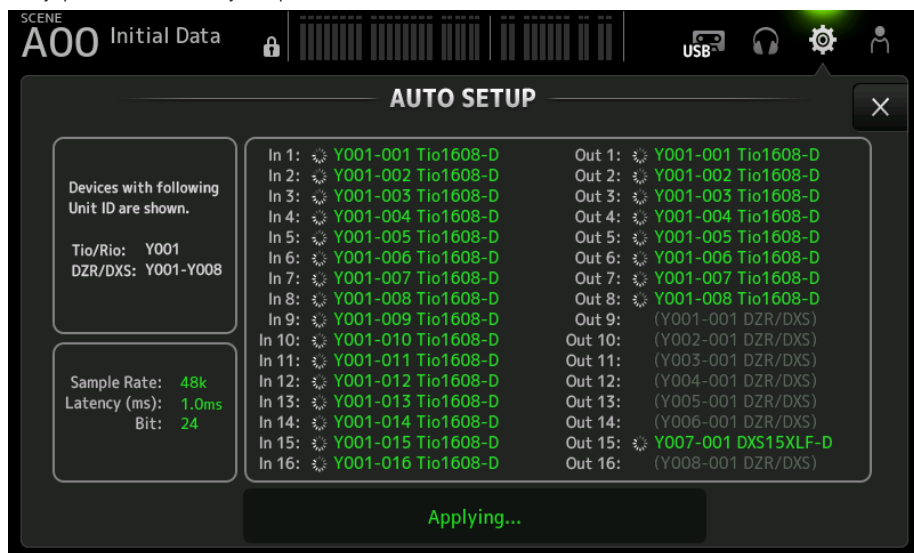 SCENE
A00 Initial Data
USB
AUTO SETUP
Devices with following
Unit ID are shown.
Tio/Rio: Y001
DZR/DXS: Y001-Y008
Sample Rate: 48k
Latency (ms): 1.0ms
Bit: 24
In 1: Y001-001 Tio1608-D
In 2: Y001-002 Tio1608-D
In 3: Y001-003 Tio1608-D
In 4: Y001-004 Tio1608-D
In 5: Y001-005 Tio1608-D
In 6: Y001-006 Tio1608-D
In 7: Y001-007 Tio1608-D
In 8: Y001-008 Tio1608-D
In 9: Y001-009 Tio1608-D
In 10: Y001-010 Tio1608-D
In 11: Y001-011 Tio1608-D
In 12: Y001-012 Tio1608-D
In 13: Y001-013 Tio1608-D
In 14: Y001-014 Tio1608-D
In 15: Y001-015 Tio1608-D
In 16: Y001-016 Tio1608-D
Out 1: Y001-001 Tio1608-D
Out 2: Y001-002 Tio1608-D
Out 3: Y001-003 Tio1608-D
Out 4: Y001-004 Tio1608-D
Out 5: Y001-005 Tio1608-D
Out 6: Y001-006 Tio1608-D
Out 7: Y001-007 Tio1608-D
Out 8: Y001-008 Tio1608-D
Out 9: (Y001-001 DZR/DXS)
Out 10: (Y002-001 DZR/DXS)
Out 11: (Y003-001 DZR/DXS)
Out 12: (Y004-001 DZR/DXS)
Out 13: (Y005-001 DZR/DXS)
Out 14: (Y006-001 DZR/DXS)
Out 15: Y007-001 DXS15XLF-D
Out 16: (Y008-001 DZR/DXS)
Applying...